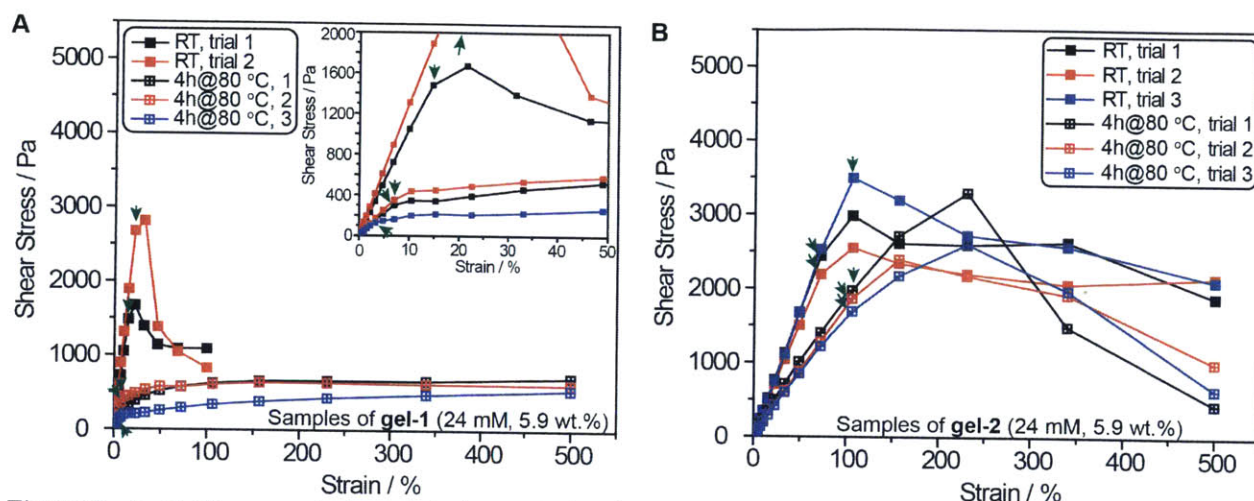 A
5000
4000
3000
2000
1000
0
Shear Stress / Pa
RT, trial 1
RT, trial 2
4h@80 °C, 1
4h@80 °C, 2
4h@80 °C, 3
2000
1600
1200
800
400
0
Shear Stress / Pa
0 10 20 30 40 50
Strain / %
Samples of gel-1 (24 mM, 5.9 wt.%)
0 100 200 300 400 500
Strain / %
B
5000
4000
3000
2000
1000
0
Shear Stress / Pa
RT, trial 1
RT, trial 2
RT, trial 3
4h@80 °C, trial 1
4h@80 °C, trial 2
4h@80 °C, trial 3
Samples of gel-2 (24 mM, 5.9 wt.%)
0 100 200 300 400 500
Strain / %